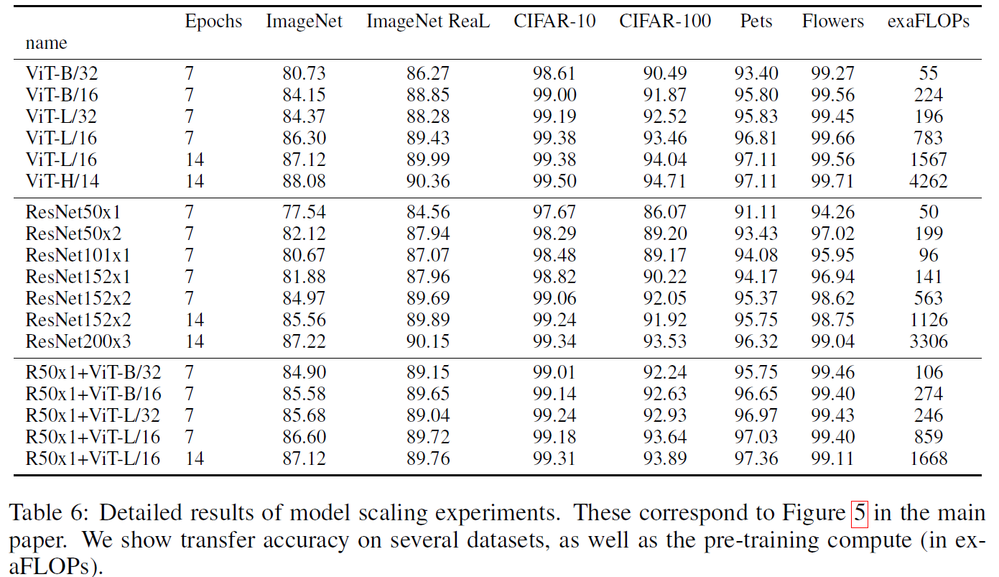 Epochs ImageNet ImageNet ReaL CIFAR-10 CIFAR-100 Pets Flowers exaFLOPs
name
ViT-B/32 7 80.73 86.27 98.61 90.49 93.40 99.27 55
ViT-B/16 7 84.15 88.85 99.00 91.87 95.80 99.56 224
ViT-L/32 7 84.37 88.28 99.19 92.52 95.83 99.45 196
ViT-L/16 7 86.30 89.43 99.38 93.46 96.81 99.66 783
ViT-L/16 14 87.12 89.99 99.38 94.04 97.11 99.56 1567
ViT-H/14 14 88.08 90.36 99.50 94.71 97.11 99.71 4262
ResNet50x1 7 77.54 84.56 97.67 86.07 91.11 94.26 50
ResNet50x2 7 82.12 87.94 98.29 89.20 93.43 97.02 199
ResNet101x1 7 80.67 87.07 98.48 89.17 94.08 95.95 96
ResNet152x1 7 81.88 87.96 98.82 90.22 94.17 96.94 141
ResNet152x2 7 84.97 89.69 99.06 92.05 95.37 98.62 563
ResNet152x2 14 85.56 89.89 99.24 91.92 95.75 98.75 1126
ResNet200x3 14 87.22 90.15 99.34 93.53 96.32 99.04 3306
R50x1+ViT-B/32 7 84.90 89.15 99.01 92.24 95.75 99.46 106
R50x1+ViT-B/16 7 85.58 89.65 99.14 92.63 96.65 99.40 274
R50x1+ViT-L/32 7 85.68 89.04 99.24 92.93 96.97 99.43 246
R50x1+ViT-L/16 7 86.60 89.72 99.18 93.64 97.03 99.40 859
R50x1+ViT-L/16 14 87.12 89.76 99.31 93.89 97.36 99.11 1668
Table 6: Detailed results of model scaling experiments. These correspond to Figure 5 in the main
paper. We show transfer accuracy on several datasets, as well as the pre-training compute (in ex-
aFLOPs).